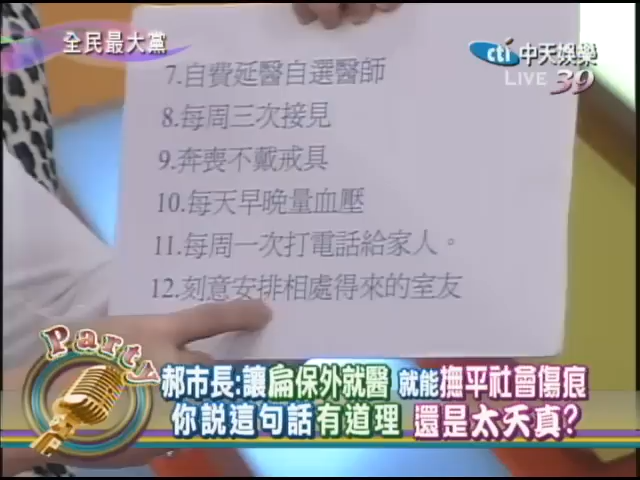 全民最大黨
cti 中天娛樂
LIVE 39
7.自費延醫自選醫師
8.每周三次接見
9.奔喪不戴戒具
10.每天早晚量血壓
11.每周一次打電話給家人。
12.刻意安排相處得來的室友
Party
郝市長:讓扁保外就醫 就能撫平社會傷痕
你說這句話有道理 還是太天真?